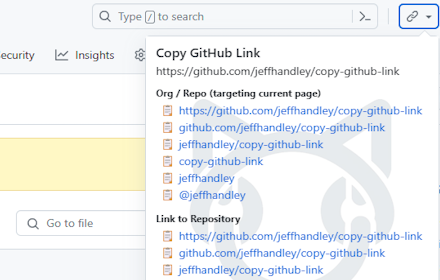 Type / to search
ecurity
Insights
Copy GitHub Link
https://github.com/jeffhandley/copy-github-link
Org / Repo (targeting current page)
https://github.com/jeffhandley/copy-github-link
github.com/jeffhandley/copy-github-link
jeffhandley/copy-github-link
copy-github-link
jeffhandley
@jeffhandley
Go to file
Link to Repository
https://github.com/jeffhandley/copy-github-link
github.com/jeffhandley/copy-github-link
jeffhandley/copy-github-link